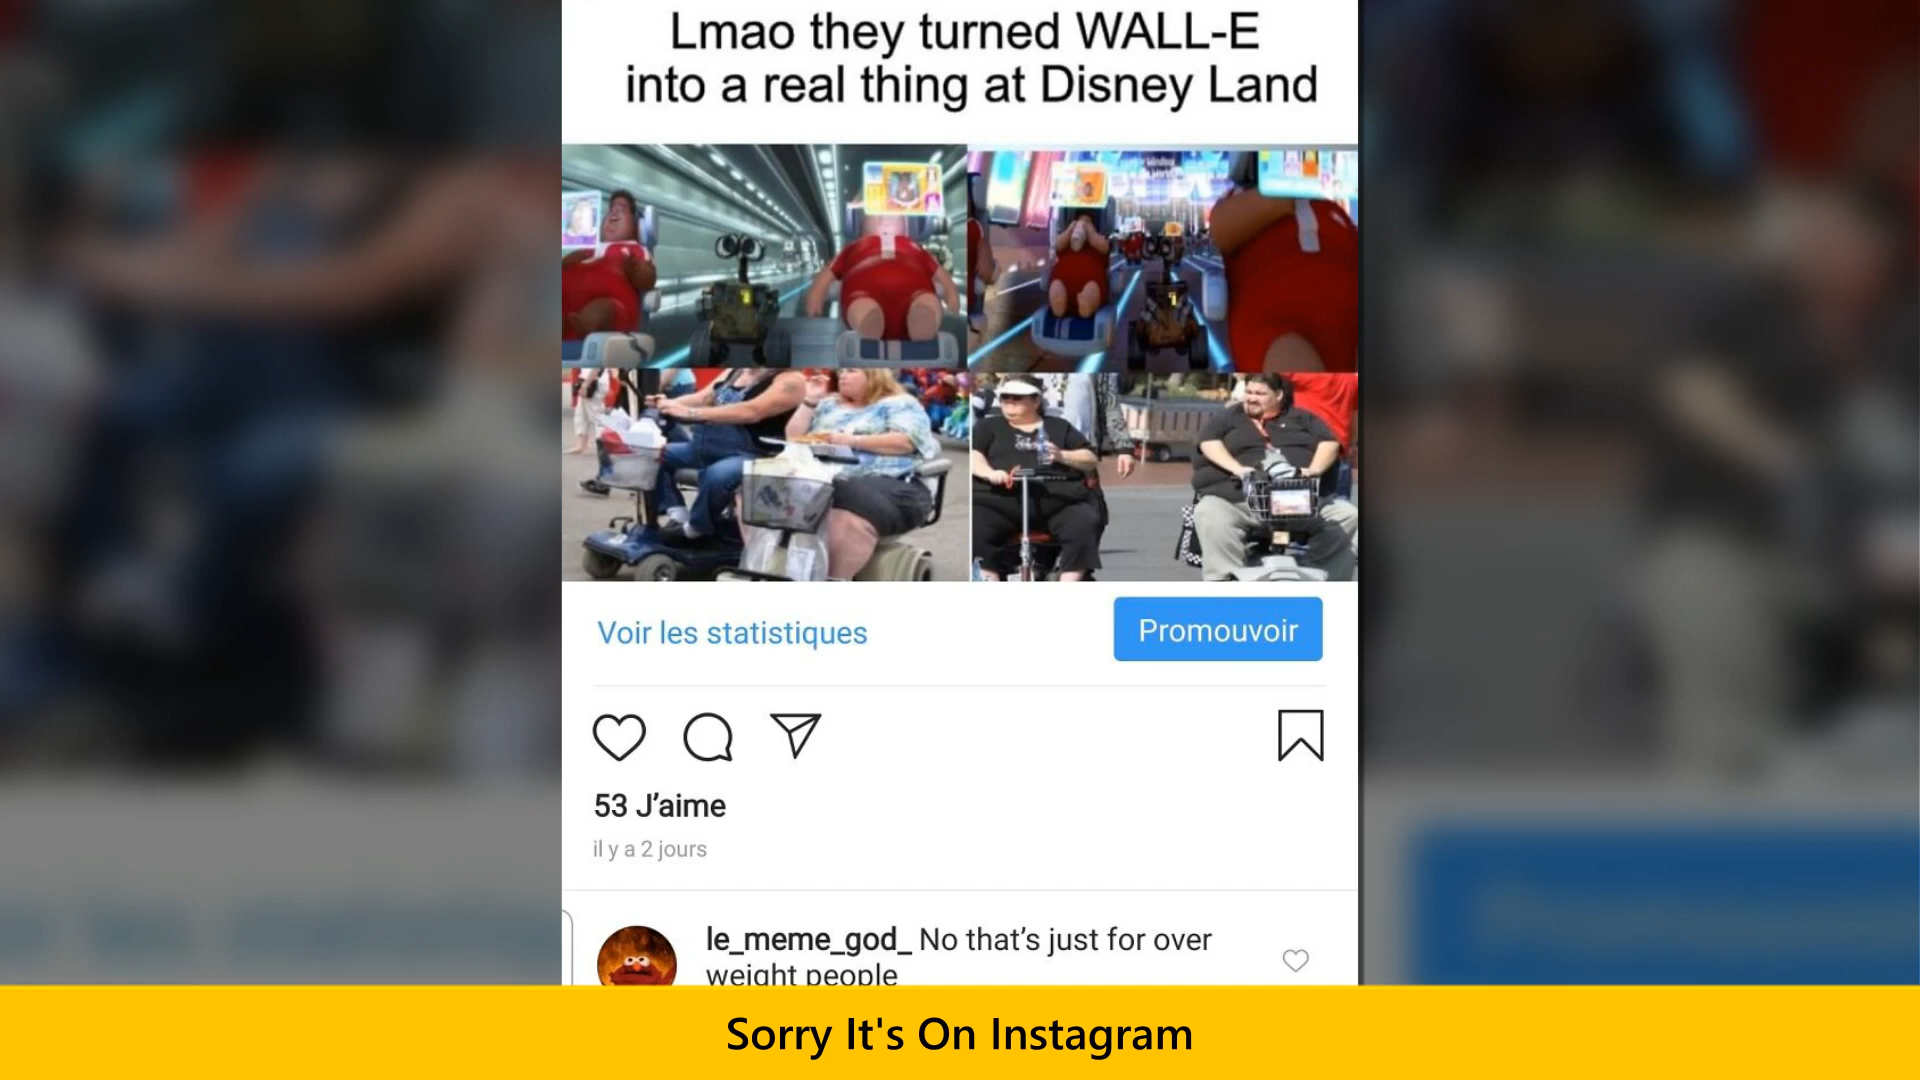 Lmao they turned WALL-E
into a real thing at Disney Land
Voir les statistiques
Promouvoir
53 J’aime
il y a 2 jours
le_meme_god_ No that’s just for over
weight people
Sorry It's On Instagram